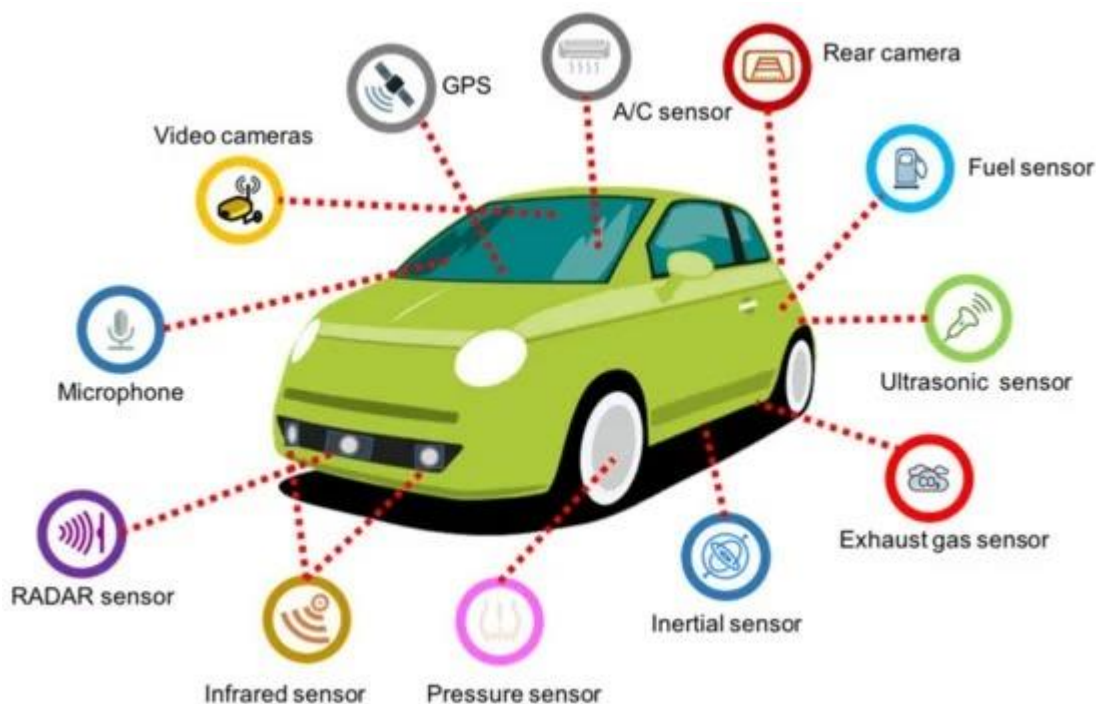 Rear camera
GPS
A/C sensor
Video cameras
Fuel sensor
Microphone
Ultrasonic sensor
CO₂
Exhaust gas sensor
RADAR sensor
Inertial sensor
Infrared sensor
Pressure sensor